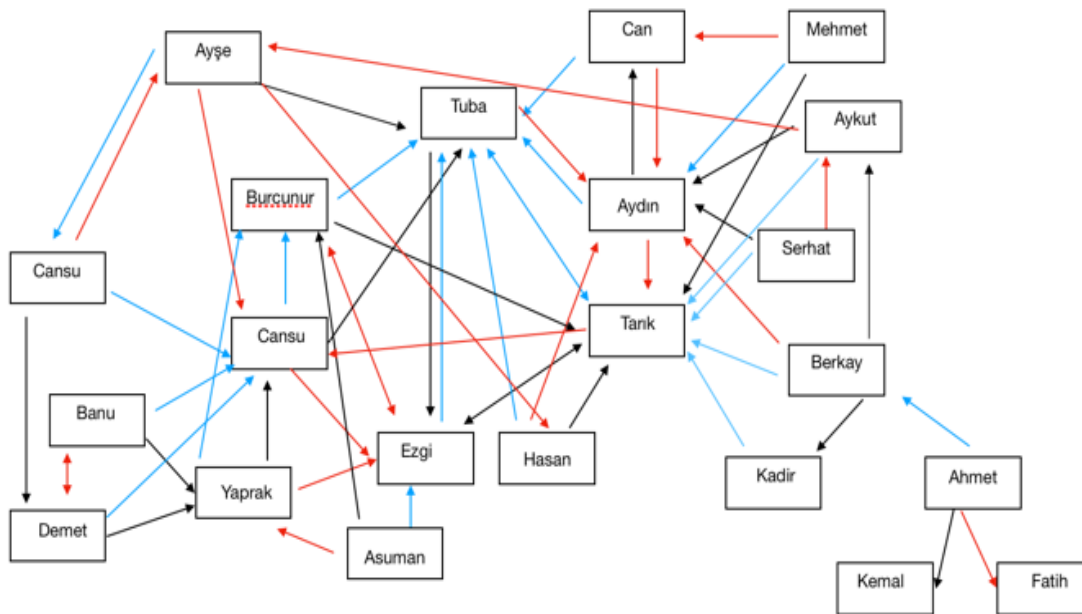 Can
Mehmet
Ayşe
Tuba
Aykut
Burcunur
Aydın
Serhat
Cansu
Cansu
Tarık
Berkay
Banu
Ezgi
Hasan
Kadir
Ahmet
Yaprak
Demet
Asuman
Kemal
Fatih